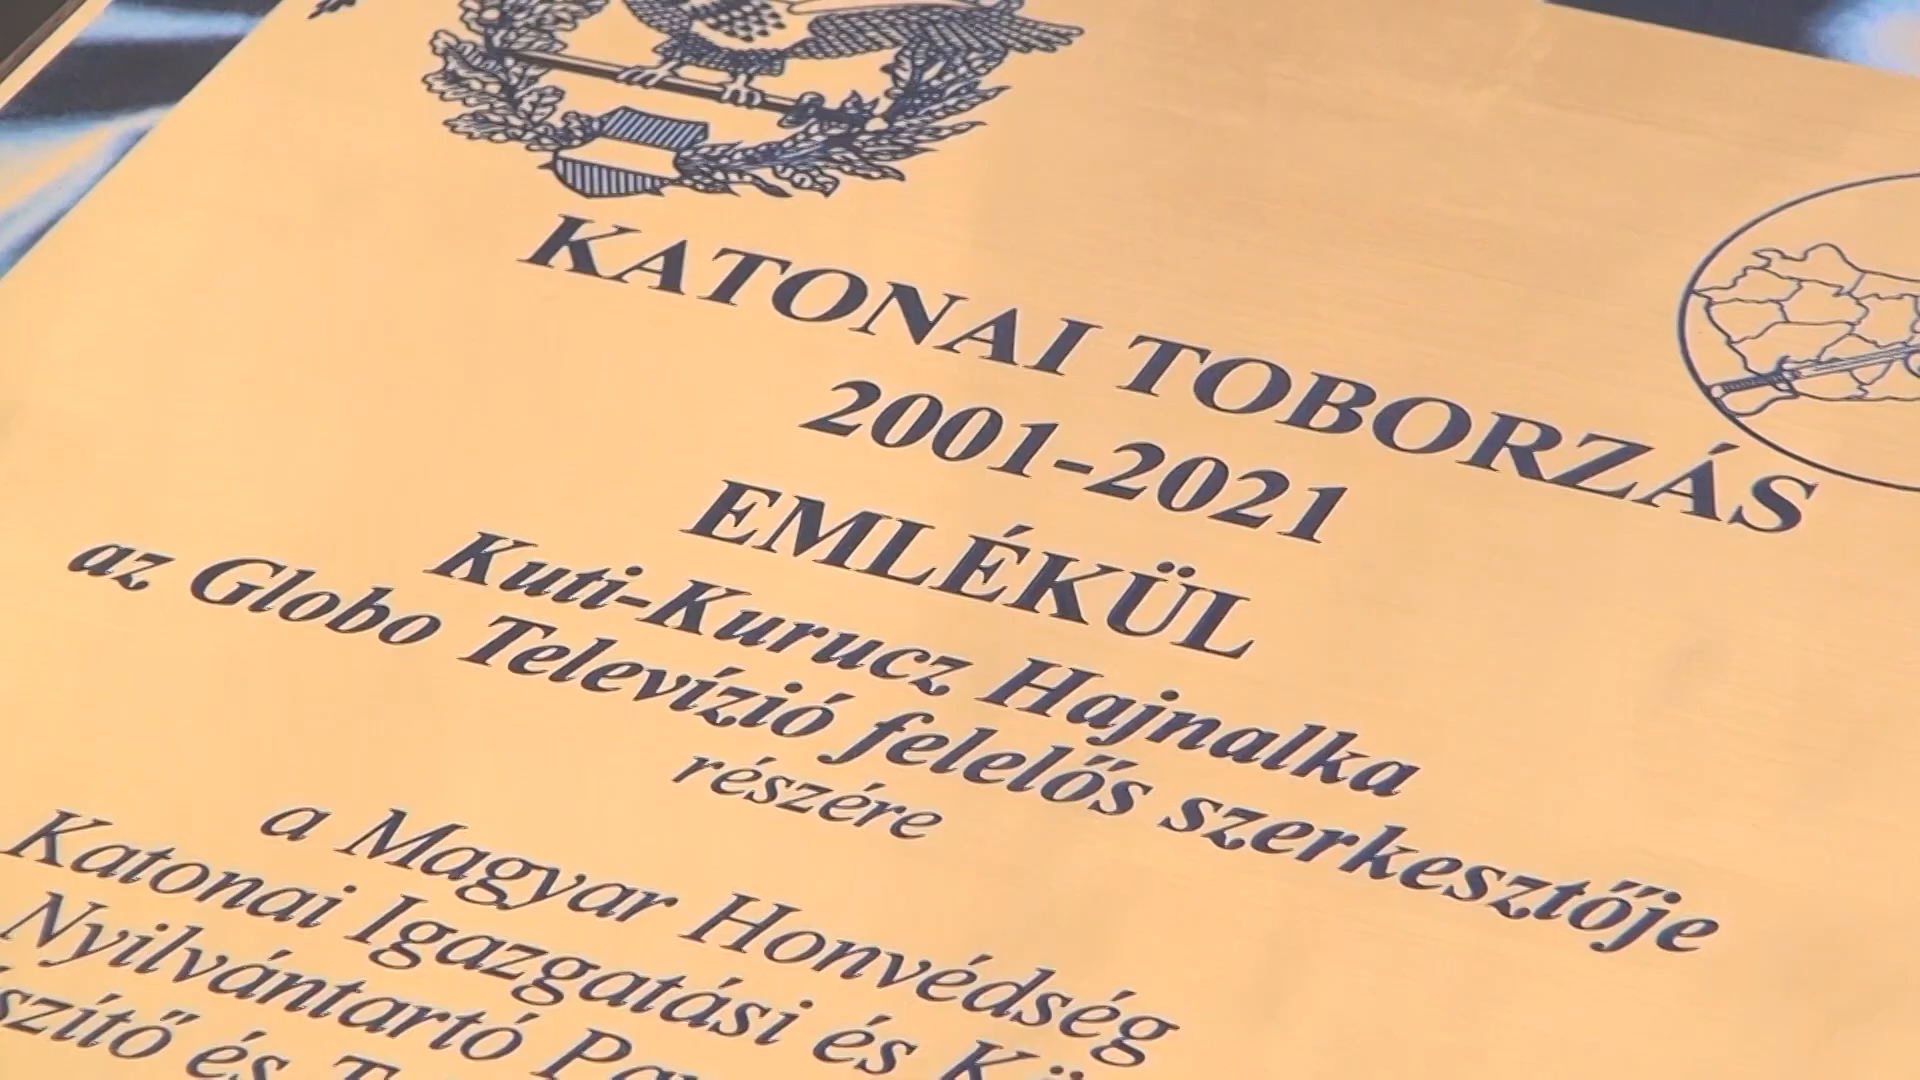 KATONAI TOBORZÁS
2001-2021
EMLÉKÜL
Kuti-Kurucz Hajnalka
az Globo Televízió felelős szerkesztője
részére
a Magyar Honvédség
Katonai Igazgatási és
Nyilvántartó
és